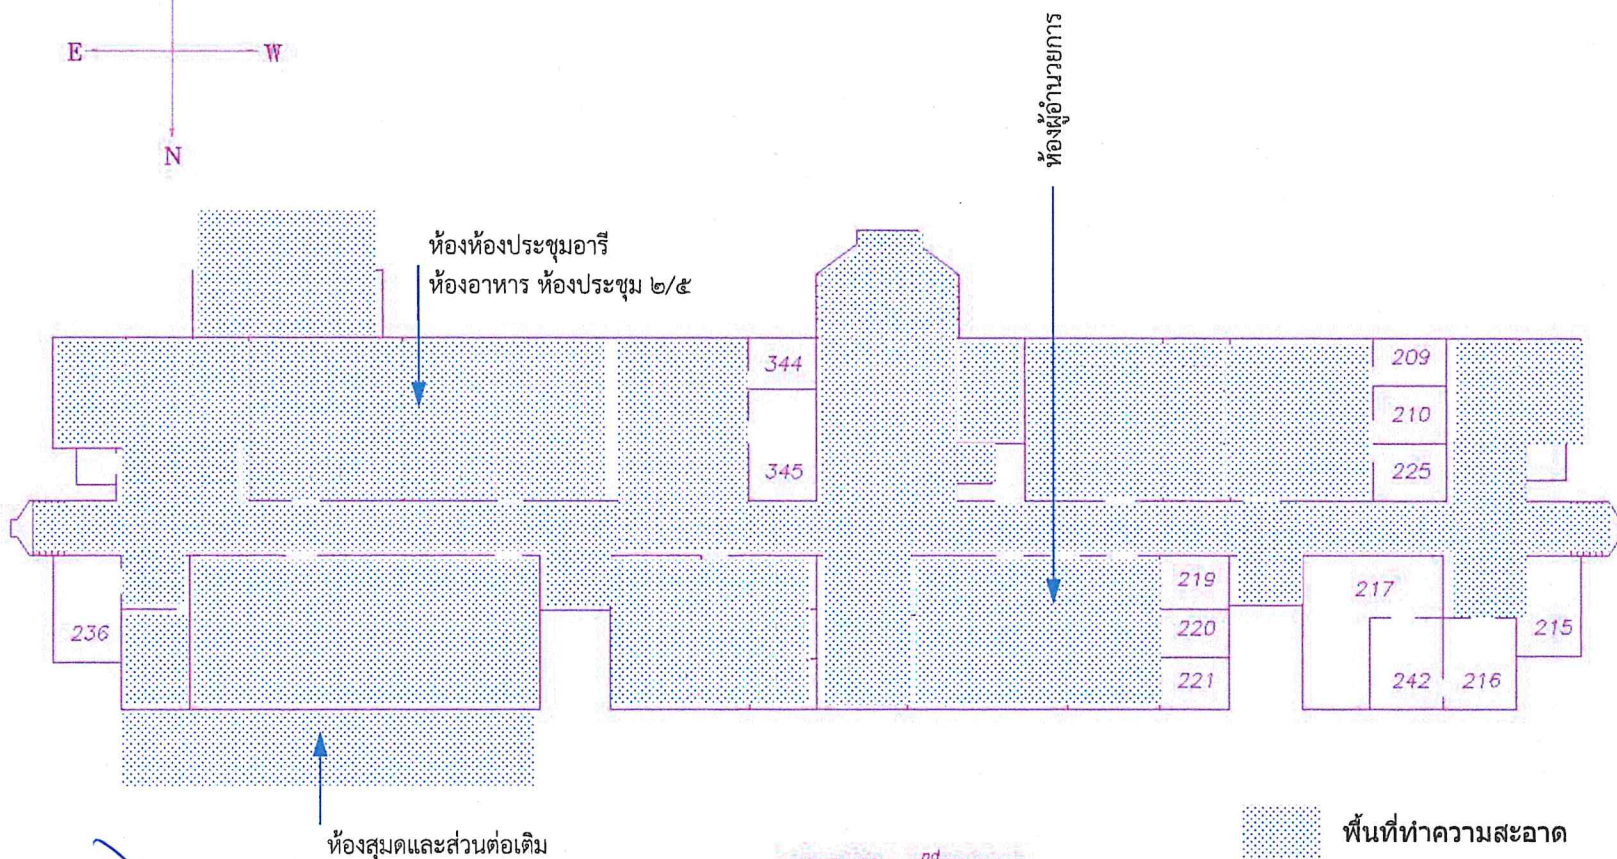 E
W
N
ห้องผู้อำนวยการ
ห้องห้องประชุมอารี
ห้องอาหาร ห้องประชุม ๒/๕
344
209
210
345
225
219
217
236
220
215
221
242
216
พื้นที่ทำความสะอาด
ห้องสมุดและส่วนต่อเติม
nd